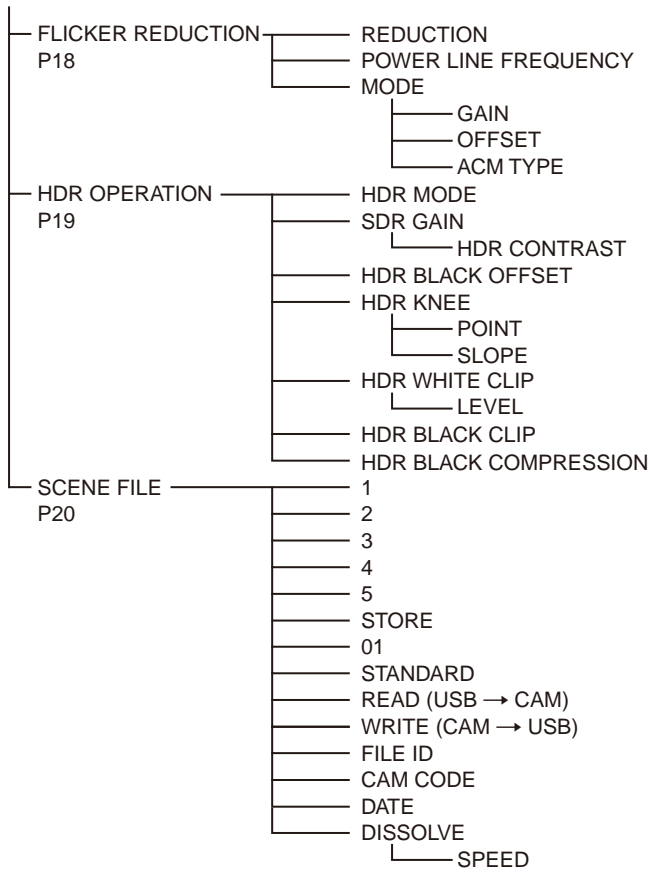 FLICKER REDUCTION
P18
REDUCTION
POWER LINE FREQUENCY
MODE
GAIN
OFFSET
ACM TYPE
HDR OPERATION
P19
HDR MODE
SDR GAIN
HDR CONTRAST
HDR BLACK OFFSET
HDR KNEE
POINT
SLOPE
HDR WHITE CLIP
LEVEL
HDR BLACK CLIP
HDR BLACK COMPRESSION
SCENE FILE
P20
1
2
3
4
5
STORE
01
STANDARD
READ (USB → CAM)
WRITE (CAM → USB)
FILE ID
CAM CODE
DATE
DISSOLVE
SPEED